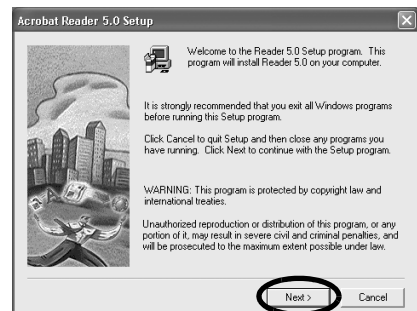 Acrobat Reader 5.0 Setup
Welcome to the Reader 5.0 Setup program. This
program will install Reader 5.0 on your computer.
It is strongly recommended that you exit all Windows programs
before running this Setup program.
Click Cancel to quit Setup and then close any programs you
have running. Click Next to continue with the Setup program.
WARNING: This program is protected by copyright law and
international treaties.
Unauthorized reproduction or distribution of this program, or any
portion of it, may result in severe civil and criminal penalties, and
will be prosecuted to the maximum extent possible under law.
Next >
Cancel